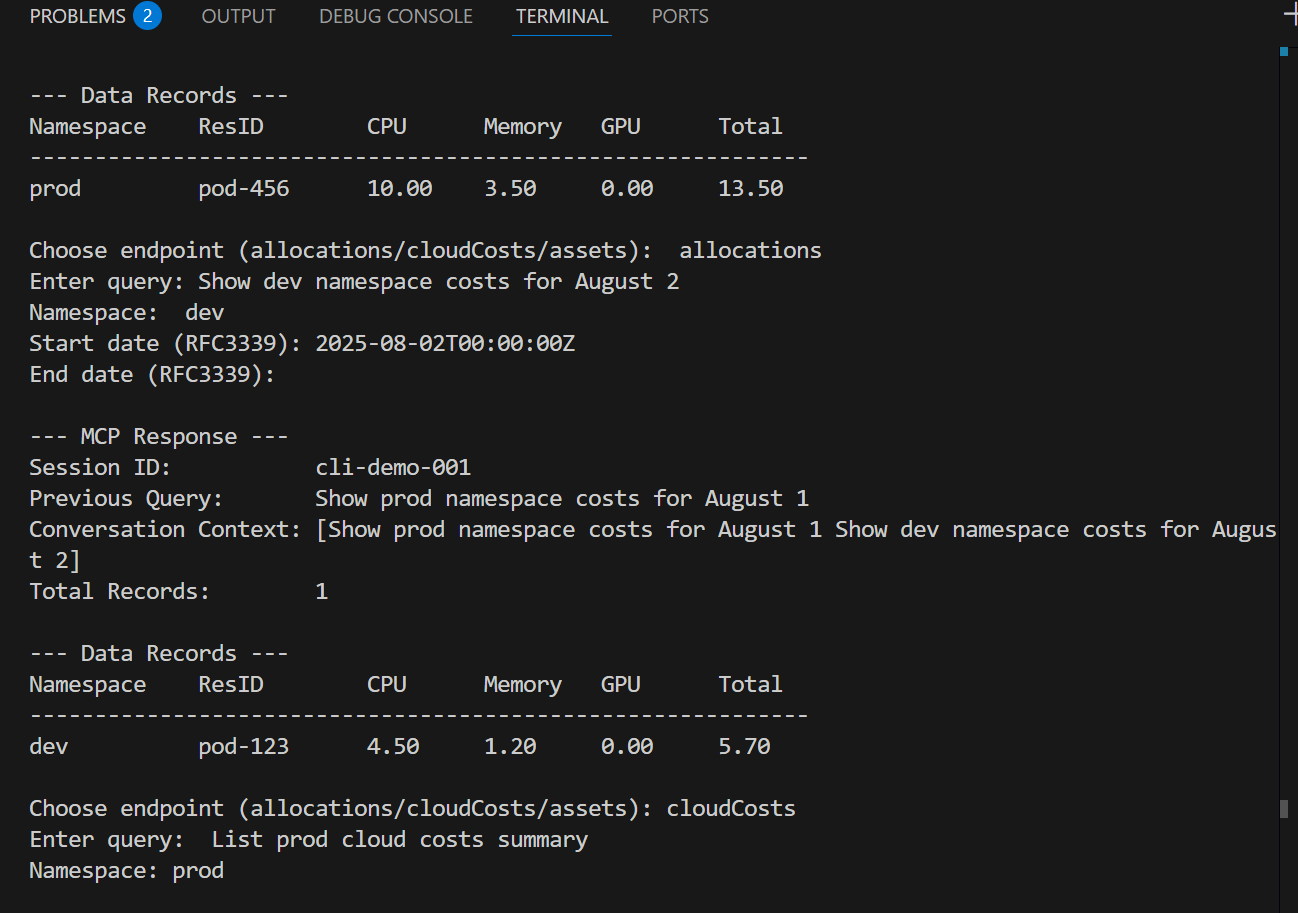 PROBLEMS 2 OUTPUT DEBUG CONSOLE TERMINAL PORTS
--- Data Records ---
Namespace    ResID        CPU      Memory   GPU      Total
------------------------------------------------------------
prod         pod-456      10.00    3.50     0.00     13.50
Choose endpoint (allocations/cloudCosts/assets):  allocations
Enter query: Show dev namespace costs for August 2
Namespace:  dev
Start date (RFC3339): 2025-08-02T00:00:00Z
End date (RFC3339):
--- MCP Response ---
Session ID:           cli-demo-001
Previous Query:       Show prod namespace costs for August 1
Conversation Context: [Show prod namespace costs for August 1 Show dev namespace costs for Augus
t 2]
Total Records:        1
--- Data Records ---
Namespace    ResID        CPU      Memory   GPU      Total
------------------------------------------------------------
dev          pod-123      4.50     1.20     0.00     5.70
Choose endpoint (allocations/cloudCosts/assets): cloudCosts
Enter query:  List prod cloud costs summary
Namespace: prod